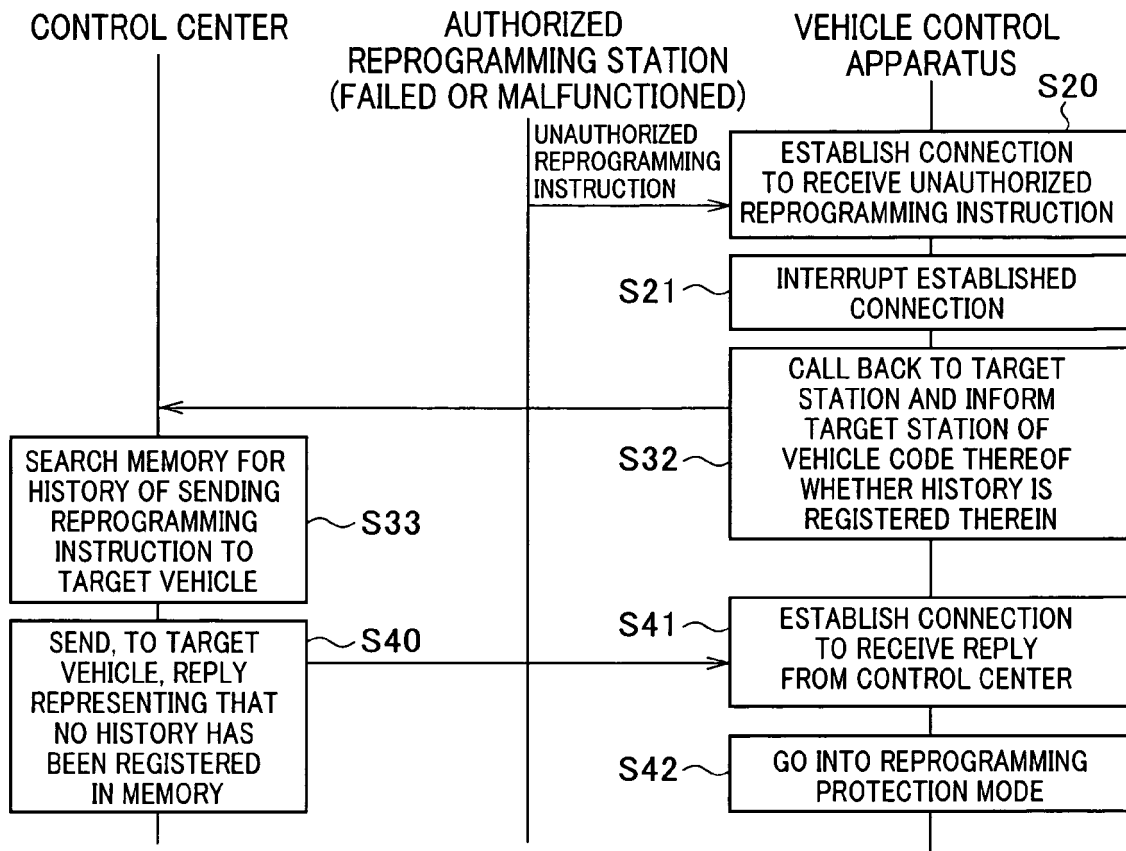 CONTROL CENTER
AUTHORIZED
REPROGRAMMING STATION
(FAILED OR MALFUNCTIONED)
VEHICLE CONTROL
APPARATUS
S20
UNAUTHORIZED
REPROGRAMMING
INSTRUCTION
ESTABLISH CONNECTION
TO RECEIVE UNAUTHORIZED
REPROGRAMMING INSTRUCTION
S21
INTERRUPT ESTABLISHED
CONNECTION
S32
CALL BACK TO TARGET
STATION AND INFORM
TARGET STATION OF
VEHICLE CODE THEREOF
WHETHER HISTORY IS
REGISTERED THEREIN
SEARCH MEMORY FOR
HISTORY OF SENDING
REPROGRAMMING
INSTRUCTION TO
TARGET VEHICLE
S33
SEND, TO TARGET
VEHICLE, REPLY
REPRESENTING THAT
NO HISTORY HAS
BEEN REGISTERED
IN MEMORY
S40
S41
ESTABLISH CONNECTION
TO RECEIVE REPLY
FROM CONTROL CENTER
S42
GO INTO REPROGRAMMING
PROTECTION MODE